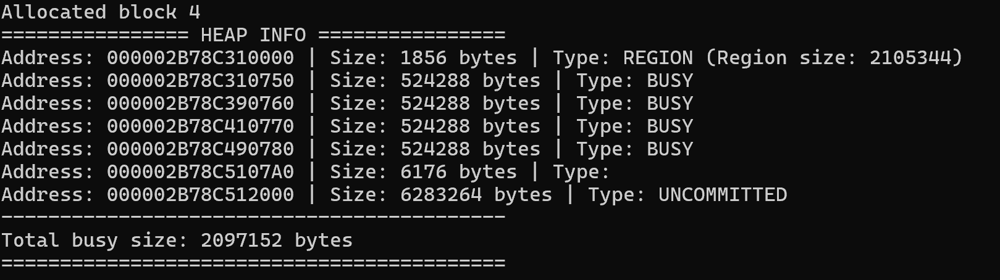 Allocated block 4
================ HEAP INFO ================
Address: 000002B78C310000 | Size: 1856 bytes | Type: REGION (Region size: 2105344)
Address: 000002B78C310750 | Size: 524288 bytes | Type: BUSY
Address: 000002B78C390760 | Size: 524288 bytes | Type: BUSY
Address: 000002B78C410770 | Size: 524288 bytes | Type: BUSY
Address: 000002B78C490780 | Size: 524288 bytes | Type: BUSY
Address: 000002B78C5107A0 | Size: 6176 bytes | Type:
Address: 000002B78C512000 | Size: 6283264 bytes | Type: UNCOMMITTED
-------------------------------------------
Total busy size: 2097152 bytes
===========================================